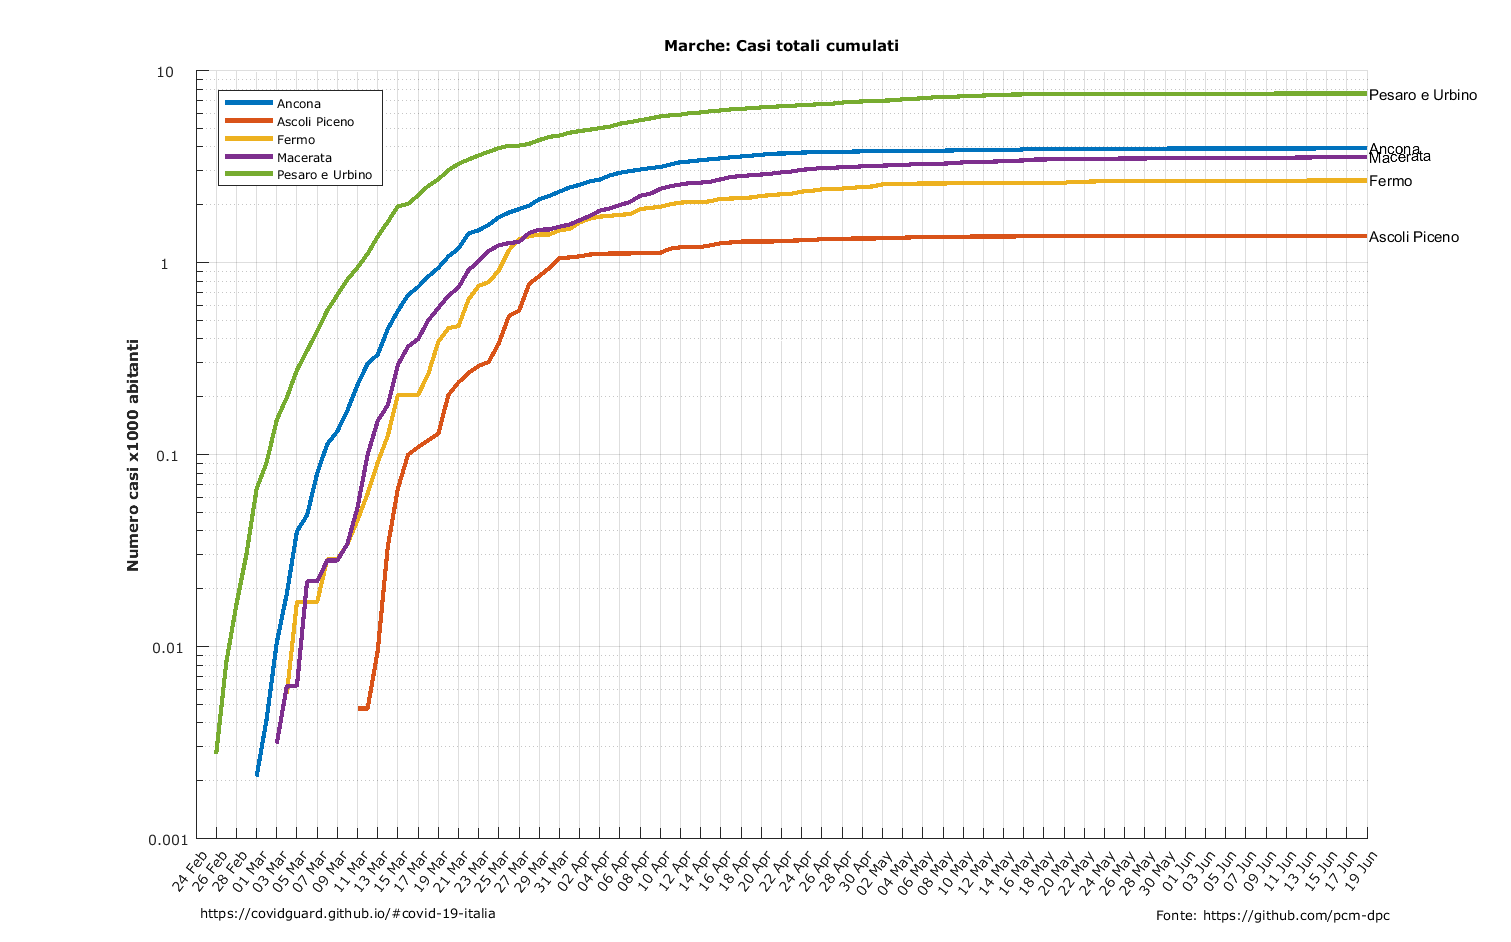 Marche: Casi totali cumulati
10
1
0.1
0.01
0.001
Numero casi x1000 abitanti
Ancona
Ascoli Piceno
Fermo
Macerata
Pesaro e Urbino
Pesaro e Urbino
Ancona
Macerata
Fermo
Ascoli Piceno
24 Feb
26 Feb
28 Feb
01 Mar
03 Mar
05 Mar
07 Mar
09 Mar
11 Mar
13 Mar
15 Mar
17 Mar
19 Mar
21 Mar
23 Mar
25 Mar
27 Mar
29 Mar
31 Mar
02 Apr
04 Apr
06 Apr
08 Apr
10 Apr
12 Apr
14 Apr
16 Apr
18 Apr
20 Apr
22 Apr
24 Apr
26 Apr
28 Apr
30 Apr
02 May
04 May
06 May
08 May
10 May
12 May
14 May
16 May
18 May
20 May
22 May
24 May
26 May
28 May
30 May
01 Jun
03 Jun
05 Jun
07 Jun
09 Jun
11 Jun
13 Jun
15 Jun
17 Jun
19 Jun
https://covidguard.github.io/#covid-19-italia
Fonte: https://github.com/pcm-dpc